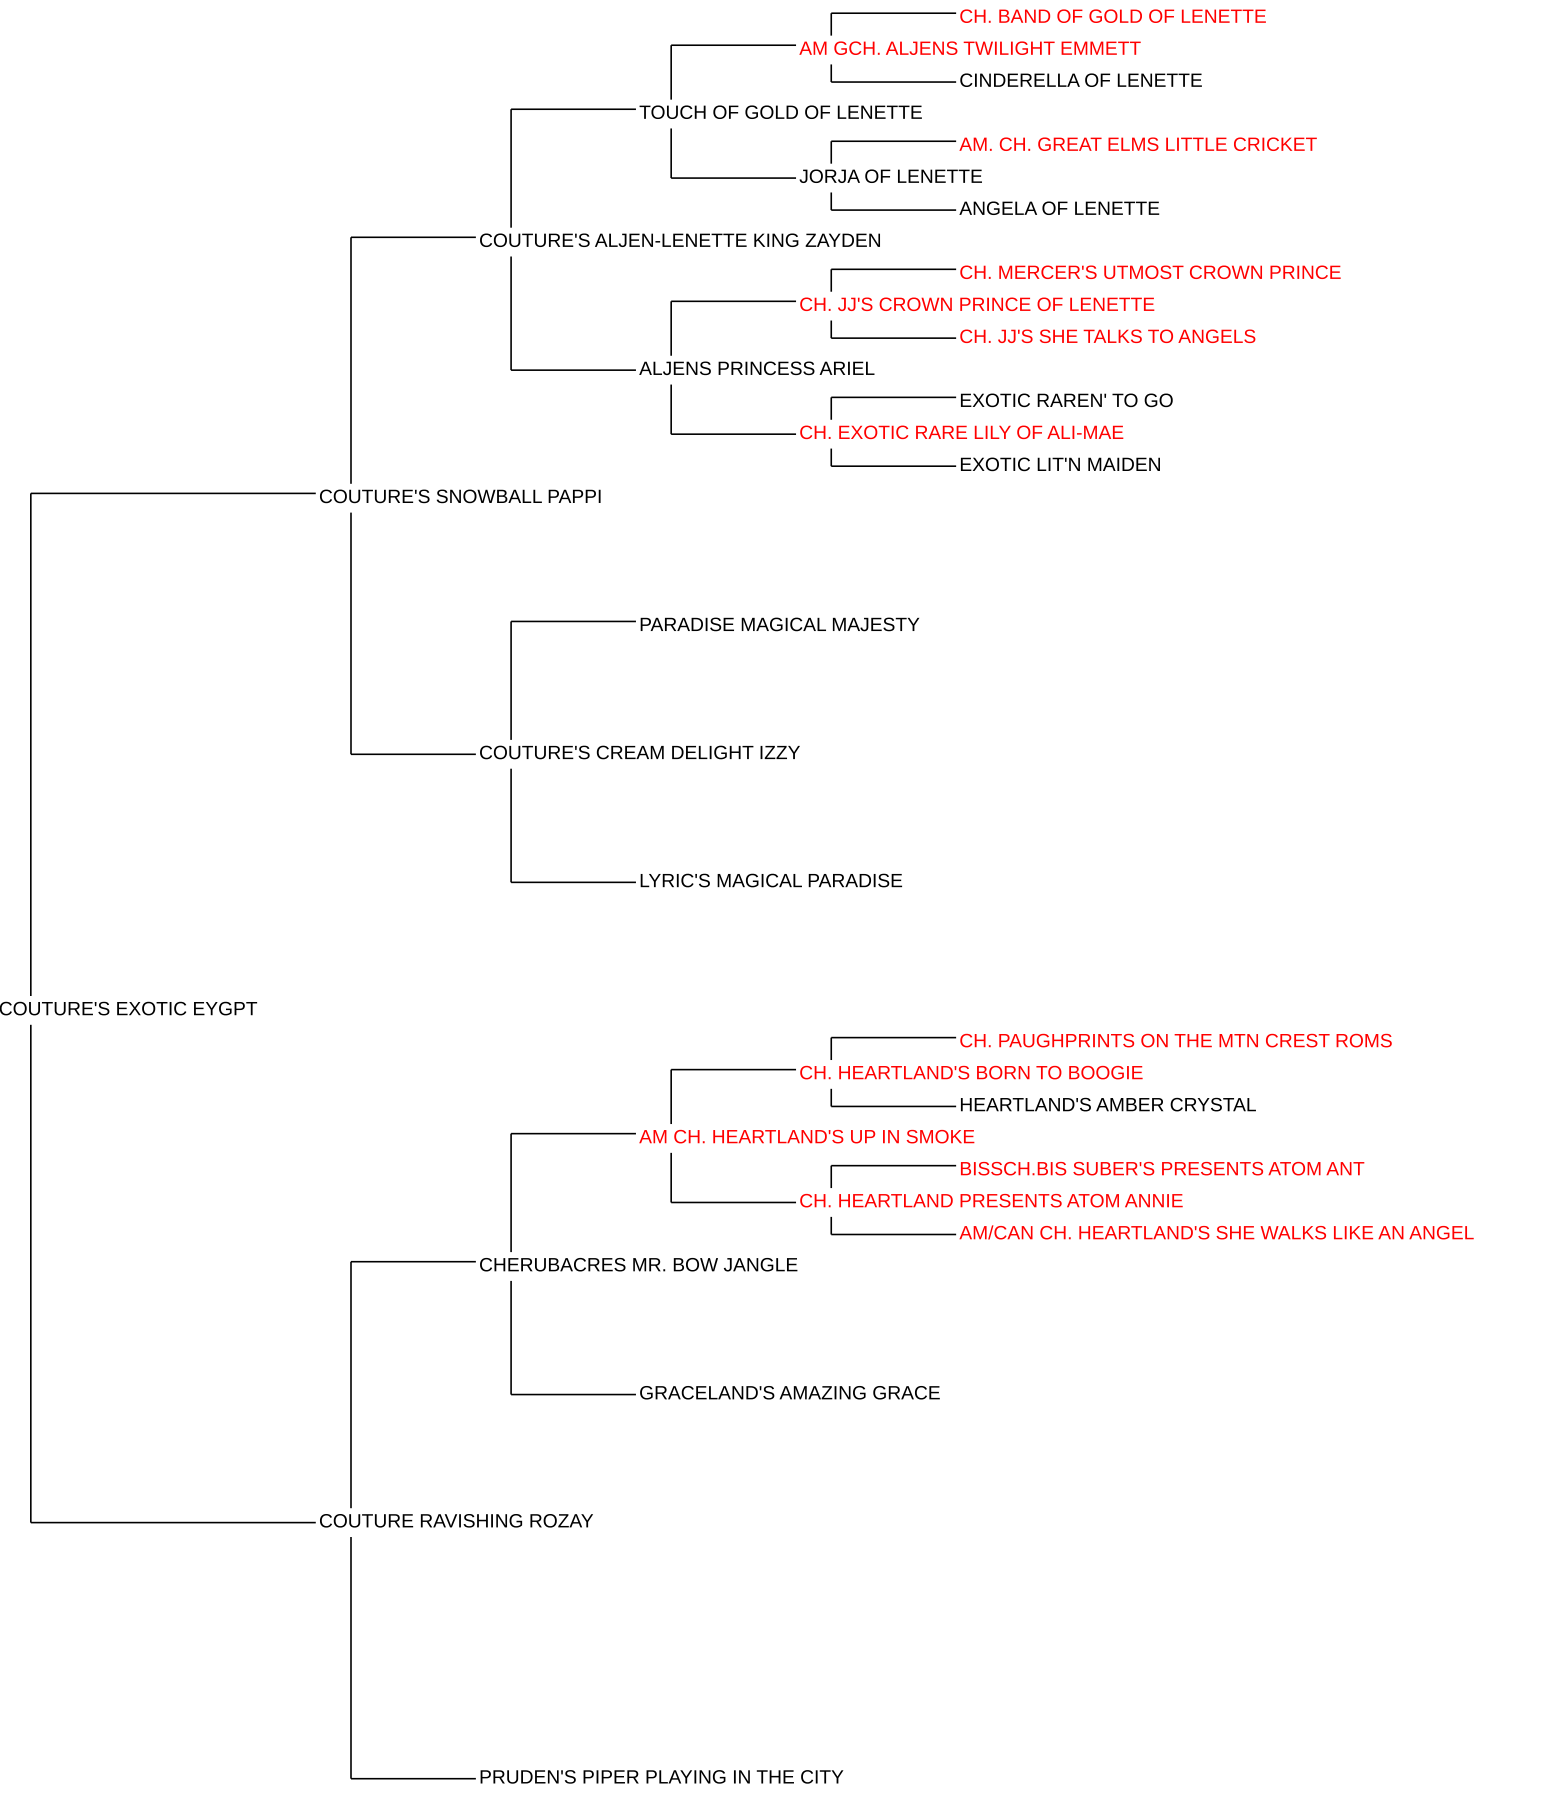 CH. BAND OF GOLD OF LENETTE
AM GCH. ALJENS TWILIGHT EMMETT
CINDERELLA OF LENETTE
TOUCH OF GOLD OF LENETTE
AM. CH. GREAT ELMS LITTLE CRICKET
JORJA OF LENETTE
ANGELA OF LENETTE
COUTURE'S ALJEN-LENETTE KING ZAYDEN
CH. MERCER'S UTMOST CROWN PRINCE
CH. JJ'S CROWN PRINCE OF LENETTE
CH. JJ'S SHE TALKS TO ANGELS
ALJENS PRINCESS ARIEL
EXOTIC RAREN' TO GO
CH. EXOTIC RARE LILY OF ALI-MAE
EXOTIC LIT'N MAIDEN
COUTURE'S SNOWBALL PAPPI
PARADISE MAGICAL MAJESTY
COUTURE'S CREAM DELIGHT IZZY
LYRIC'S MAGICAL PARADISE
COUTURE'S EXOTIC EYGPT
CH. PAUGHPRINTS ON THE MTN CREST ROMS
CH. HEARTLAND'S BORN TO BOOGIE
HEARTLAND'S AMBER CRYSTAL
AM CH. HEARTLAND'S UP IN SMOKE
BISSCH.BIS SUBER'S PRESENTS ATOM ANT
CH. HEARTLAND PRESENTS ATOM ANNIE
AM/CAN CH. HEARTLAND'S SHE WALKS LIKE AN ANGEL
CHERUBACRES MR. BOW JANGLE
GRACELAND'S AMAZING GRACE
COUTURE RAVISHING ROZAY
PRUDEN'S PIPER PLAYING IN THE CITY